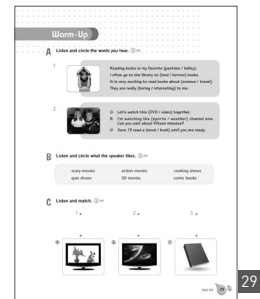 Warm-Up
A Listen and circle the words you hear.
1
Reading books is my favorite (pastime / hobby).
I often go to the library to (lend / borrow) books.
It is very exciting to read books about (science / travel).
They are really (boring / interesting) to me.
2
G Let's watch this (DVD / video) together.
B I'm watching the (sports / weather) channel now.
Can you wait about fifteen minutes?
G Sure. I'll read a (novel / book) until you are ready.
B Listen and circle what the speaker likes.
scary movies action movies cooking shows
quiz shows 3D movies comic books
C Listen and match.
1 2 3
29
29